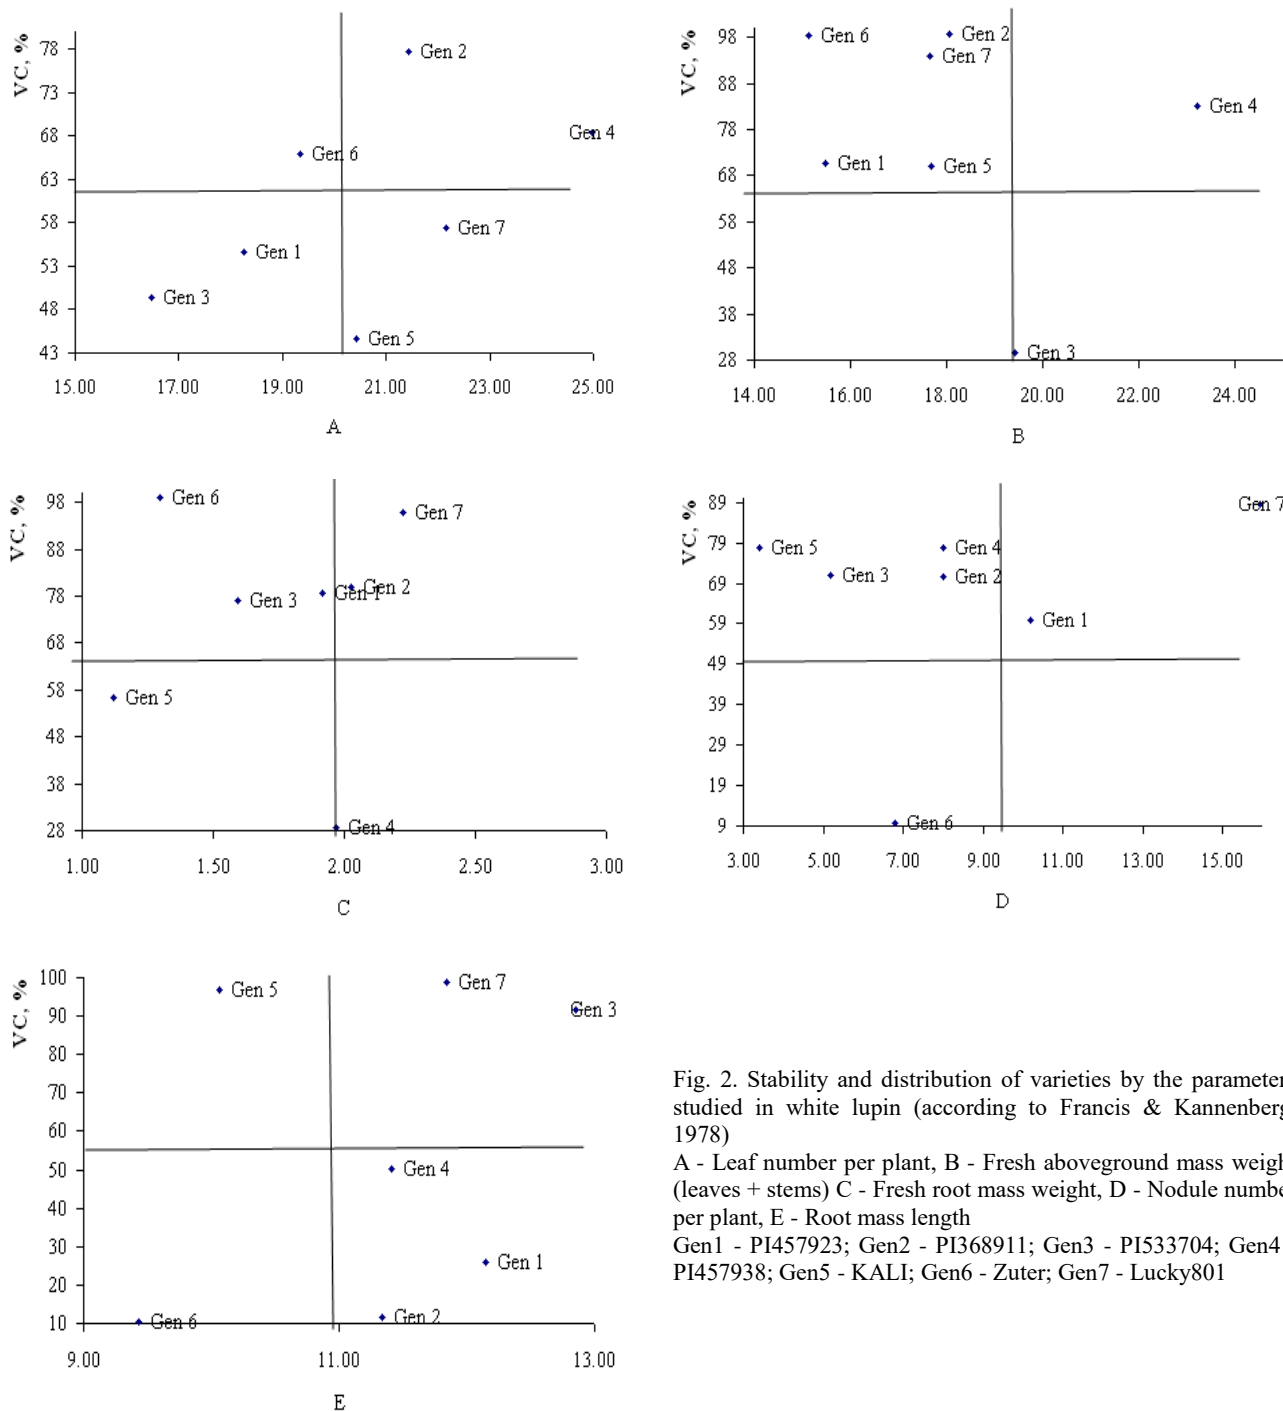 VC, %
78
73
68
63
58
53
48
43
15.00 17.00 19.00 21.00 23.00 25.00
Gen 2
Gen 4
Gen 6
Gen 7
Gen 1
Gen 3
Gen 5
A
VC, %
98
88
78
68
58
48
38
28
14.00 16.00 18.00 20.00 22.00 24.00
Gen 6
Gen 2
Gen 7
Gen 4
Gen 1
Gen 5
Gen 3
B
VC, %
98
88
78
68
58
48
38
28
1.00 1.50 2.00 2.50 3.00
Gen 6
Gen 7
Gen 2
Gen 1
Gen 3
Gen 5
Gen 4
C
VC, %
89
79
69
59
49
39
29
19
9
3.00 5.00 7.00 9.00 11.00 13.00 15.00
Gen 7
Gen 5
Gen 4
Gen 3
Gen 2
Gen 1
Gen 6
D
VC, %
100
90
80
70
60
50
40
30
20
10
9.00 11.00 13.00
Gen 7
Gen 5
Gen 3
Gen 4
Gen 1
Gen 2
Gen 6
E
Fig. 2. Stability and distribution of varieties by the parameter
studied in white lupin (according to Francis & Kannenberg
1978)
A - Leaf number per plant, B - Fresh aboveground mass weigh
(leaves + stems) C - Fresh root mass weight, D - Nodule numbe
per plant, E - Root mass length
Gen1 - PI457923; Gen2 - PI368911; Gen3 - PI533704; Gen4
PI457938; Gen5 - KALI; Gen6 - Zuter; Gen7 - Lucky801